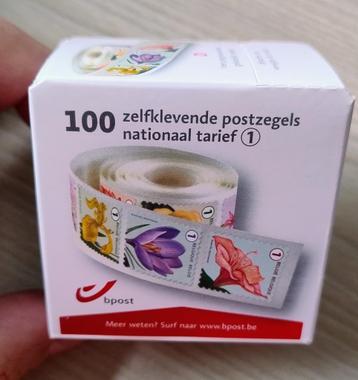 100 zelfklevende postzegels
nationaal tarief ①
bpost
Meer weten? Surf naar www.bpost.be